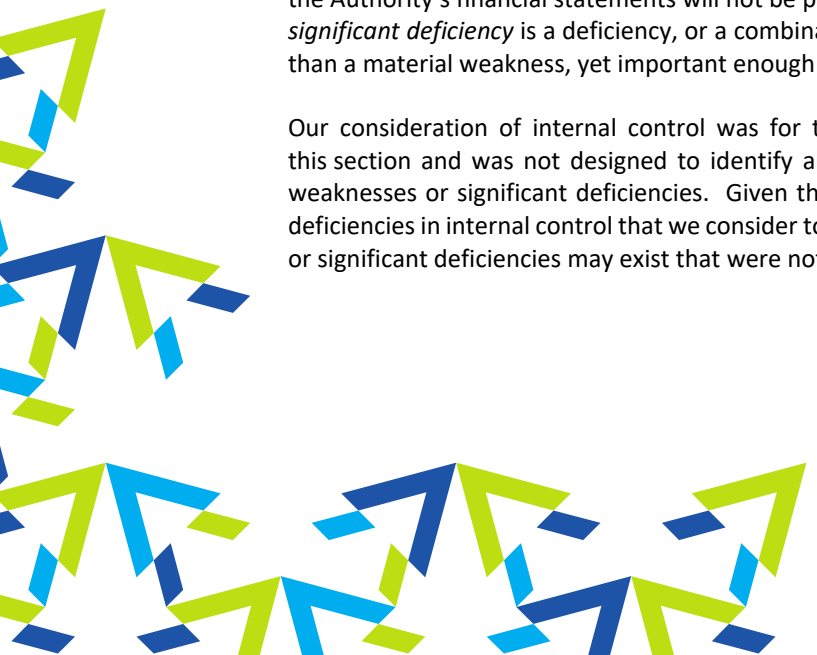 the Authority's financial statements will not be p
significant deficiency is a deficiency, or a combina
than a material weakness, yet important enough
Our consideration of internal control was for t
this section and was not designed to identify a
weaknesses or significant deficiencies. Given th
deficiencies in internal control that we consider to
or significant deficiencies may exist that were not